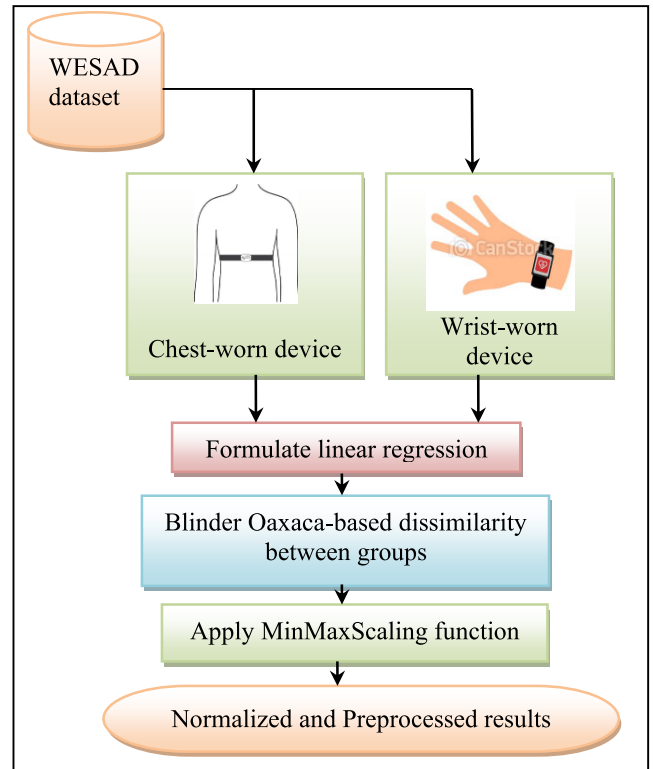 WESAD
dataset
© CanStock
Chest-worn device
Wrist-worn
device
Formulate linear regression
Blinder Oaxaca-based dissimilarity
between groups
Apply MinMaxScaling function
Normalized and Preprocessed results